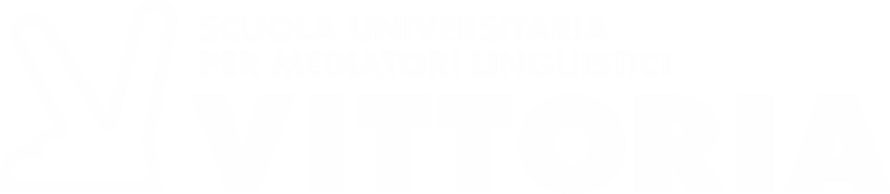 SCUOLA UNIVERSITARIA
PER MEDIATORI LINGUISTICI
VITTORIA